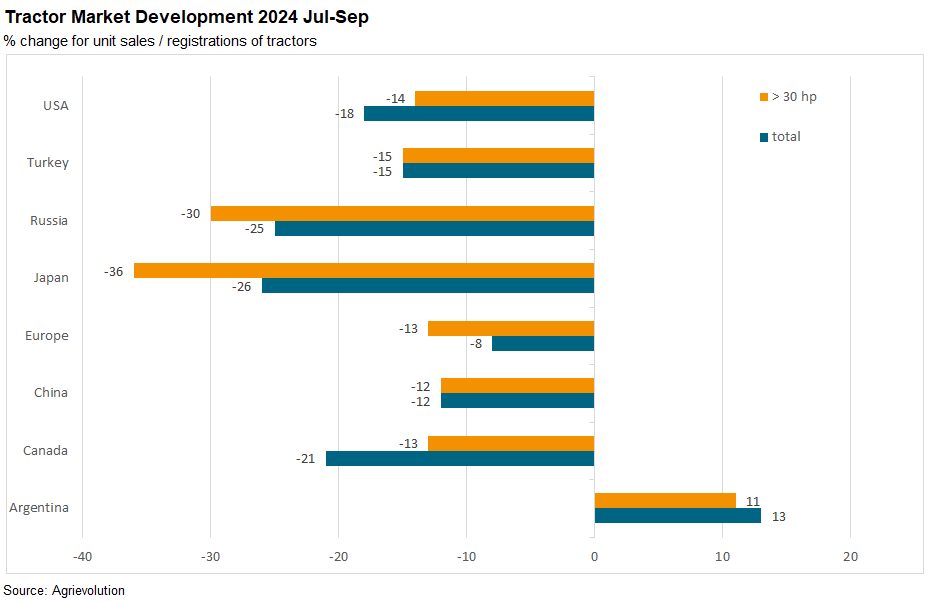 Tractor Market Development 2024 Jul-Sep
% change for unit sales / registrations of tractors
> 30 hp
total
USA
-14
-18
Turkey
-15
-15
Russia
-30
-25
Japan
-36
-26
Europe
-13
-8
China
-12
-12
Canada
-13
-21
Argentina
11
13
-40 -30 -20 -10 0 10 20
Source: Agrievolution